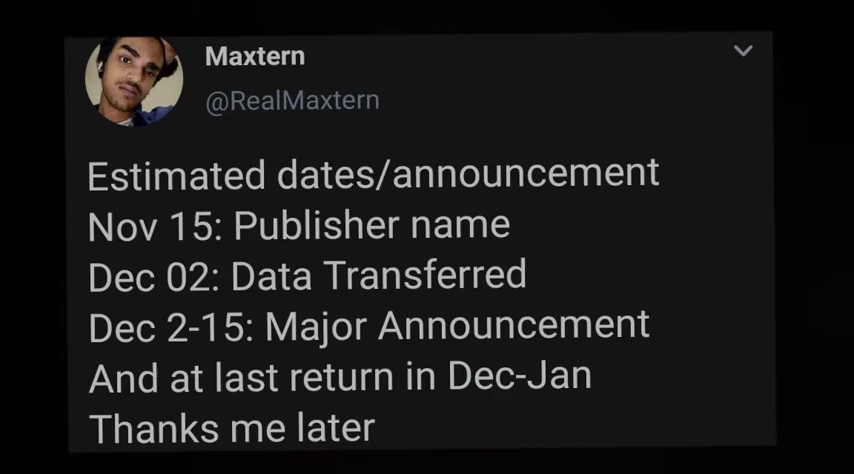 Maxtern
@RealMaxtern
Estimated dates/announcement
Nov 15: Publisher name
Dec 02: Data Transferred
Dec 2-15: Major Announcement
And at last return in Dec-Jan
Thanks me later